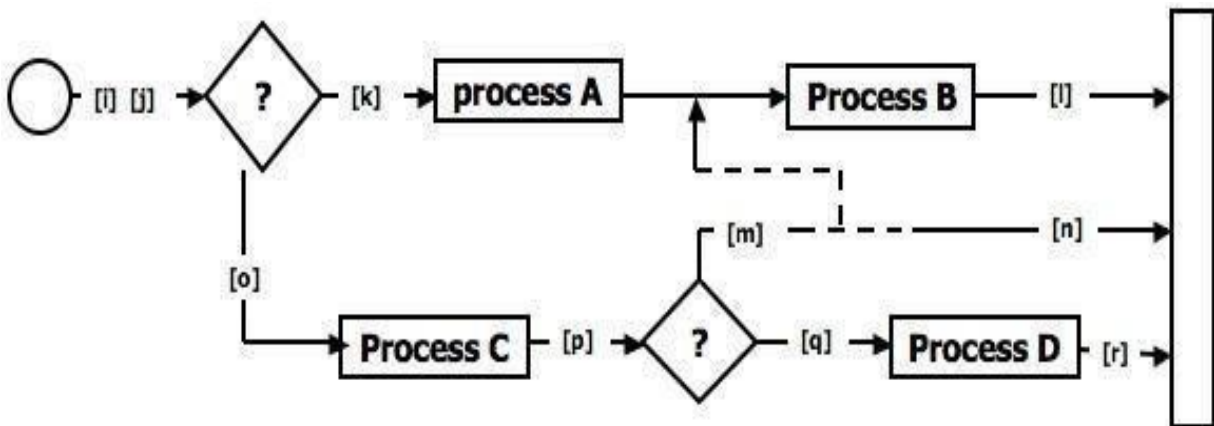 [i] [j]
?
[k]
process A
Process B
[l]
[m]
[n]
[o]
Process C
[p]
?
[q]
Process D
[r]